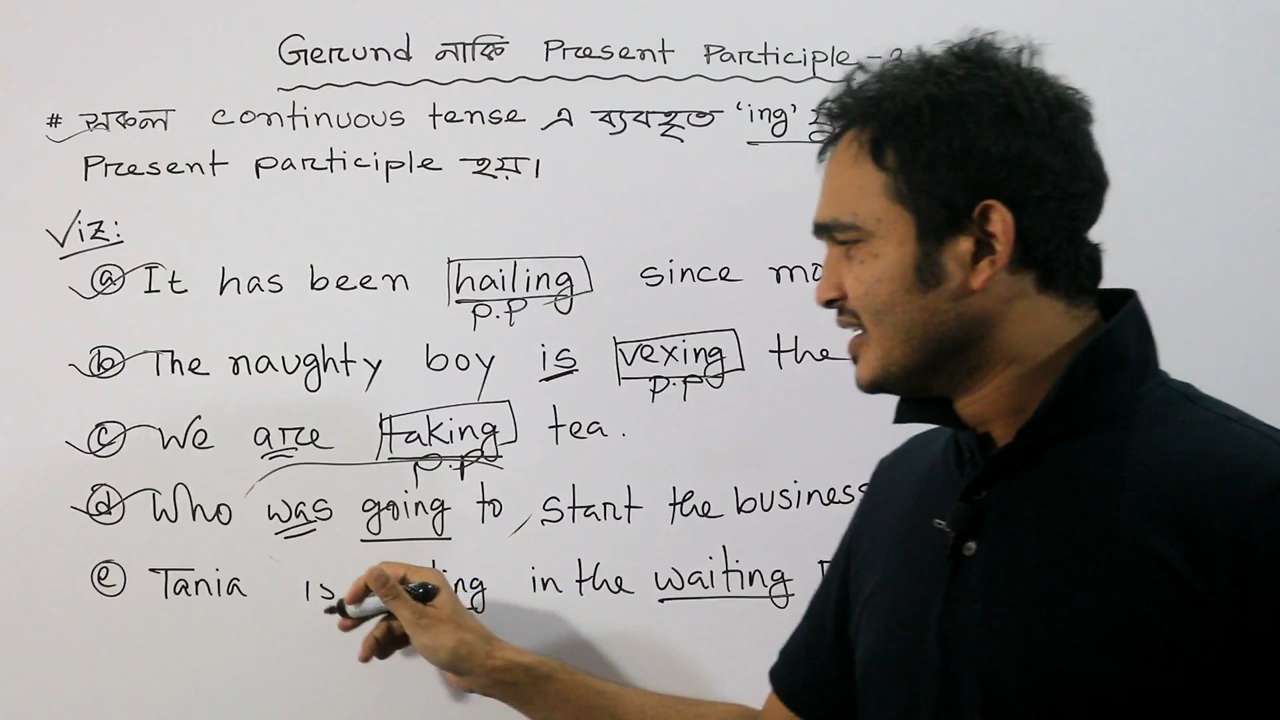 Gerund নাকি Present Participle -
# সকল continuous tense এ ব্যবহৃত 'ing'
Present participle হয়।
Viz:
(a) It has been hailing since
P.P
(b) The naughty boy is vexing the
P.P
(c) We are taking tea.
P.P
(d) Who was going to, start the business
(e) Tania is in the waiting